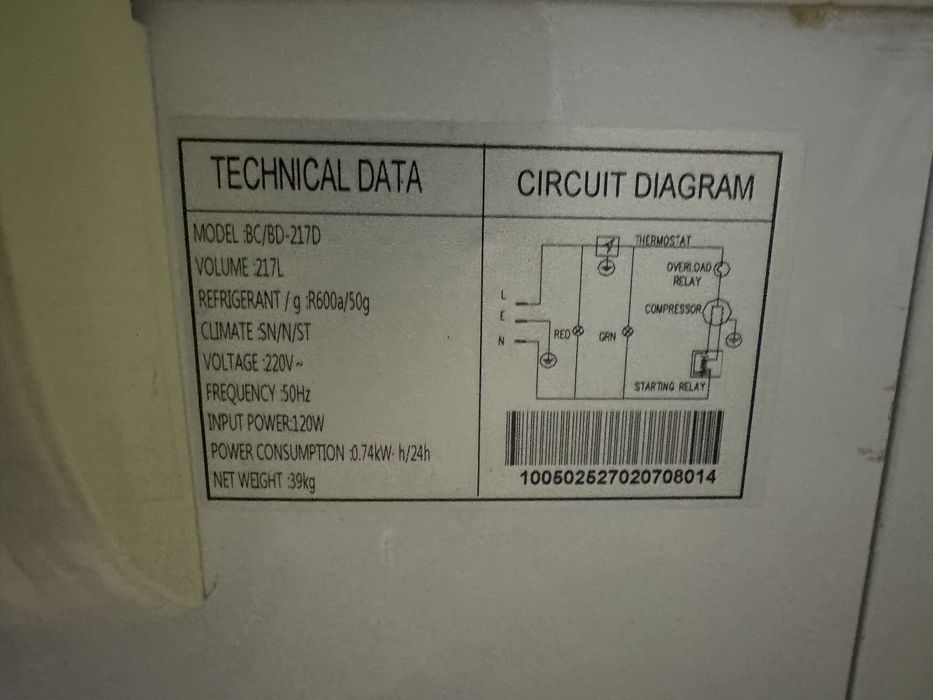 TECHNICAL DATA
MODEL :BC/BD-217D
VOLUME :217L
REFRIGERANT / g :R600a/50g
CLIMATE :SN/N/ST
VOLTAGE :220V~
FREQUENCY :50Hz
INPUT POWER:120W
POWER CONSUMPTION :0.74kW· h/24h
NET WEIGHT :39kg
CIRCUIT DIAGRAM
THERMOSTAT
OVERLOAD
RELAY
L
COMPRESSOR
E
RED
GRN
N
STARTING RELAY
100502527020708014